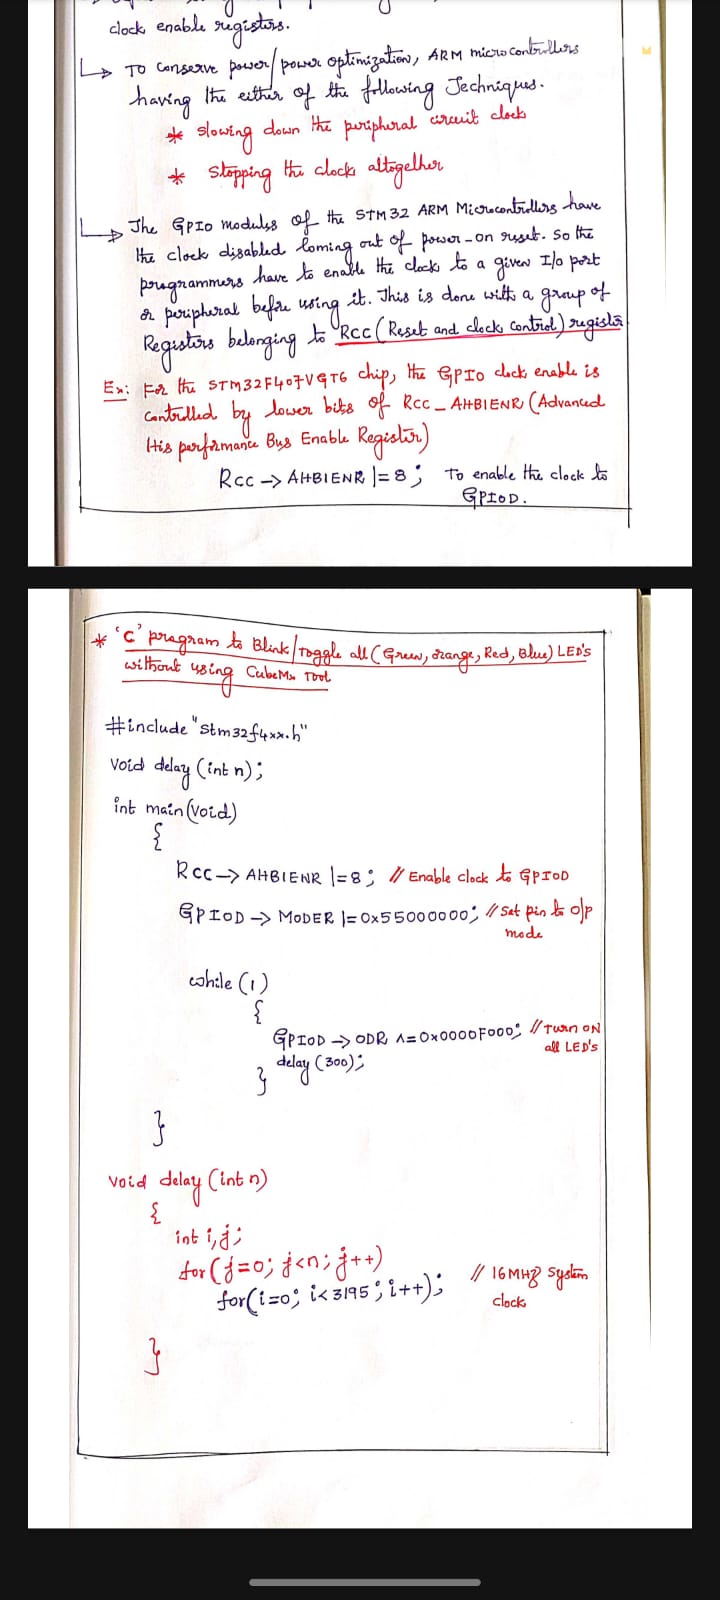 clock enable registers.
↳ To conserve power/power optimization, ARM microcontrollers
having the either of the following Techniques.
* slowing down the peripheral circuit clock
* Stopping the clock altogether
↳ The GPIO modules of the STM32 ARM Microcontrollers have
the clock disabled coming out of power-on reset. So the
programmers have to enable the clock to a given I/o port
or peripheral before using it. This is done with a group of
Registers belonging to RCC (Reset and clock control) register
Ex: For the STM32F407VGT6 chip, the GPIO clock enable is
controlled by lower bits of RCC_AHB1ENR (Advanced
His performance Bus Enable Register)
RCC -> AHB1ENR |= 8; To enable the clock to
GPIOD.
* 'C' program to Blink/Toggle all (Green, orange, Red, Blue) LED's
without using CubeMx Tool
#include "stm32f4xx.h"
void delay (int n);
int main(void)
{
RCC -> AHB1ENR |= 8; // Enable clock to GPIOD
GPIOD -> MODER |= 0x55000000; // Set pin to o/p
mode
while (1)
{
GPIOD -> ODR ^= 0x0000F000; // Turn ON
all LED's
delay (300);
}
}
void delay (int n)
{
int i,j;
for (j=0; j<n; j++)
for(i=0; i<3195; i++); // 16MHz System
clock
}